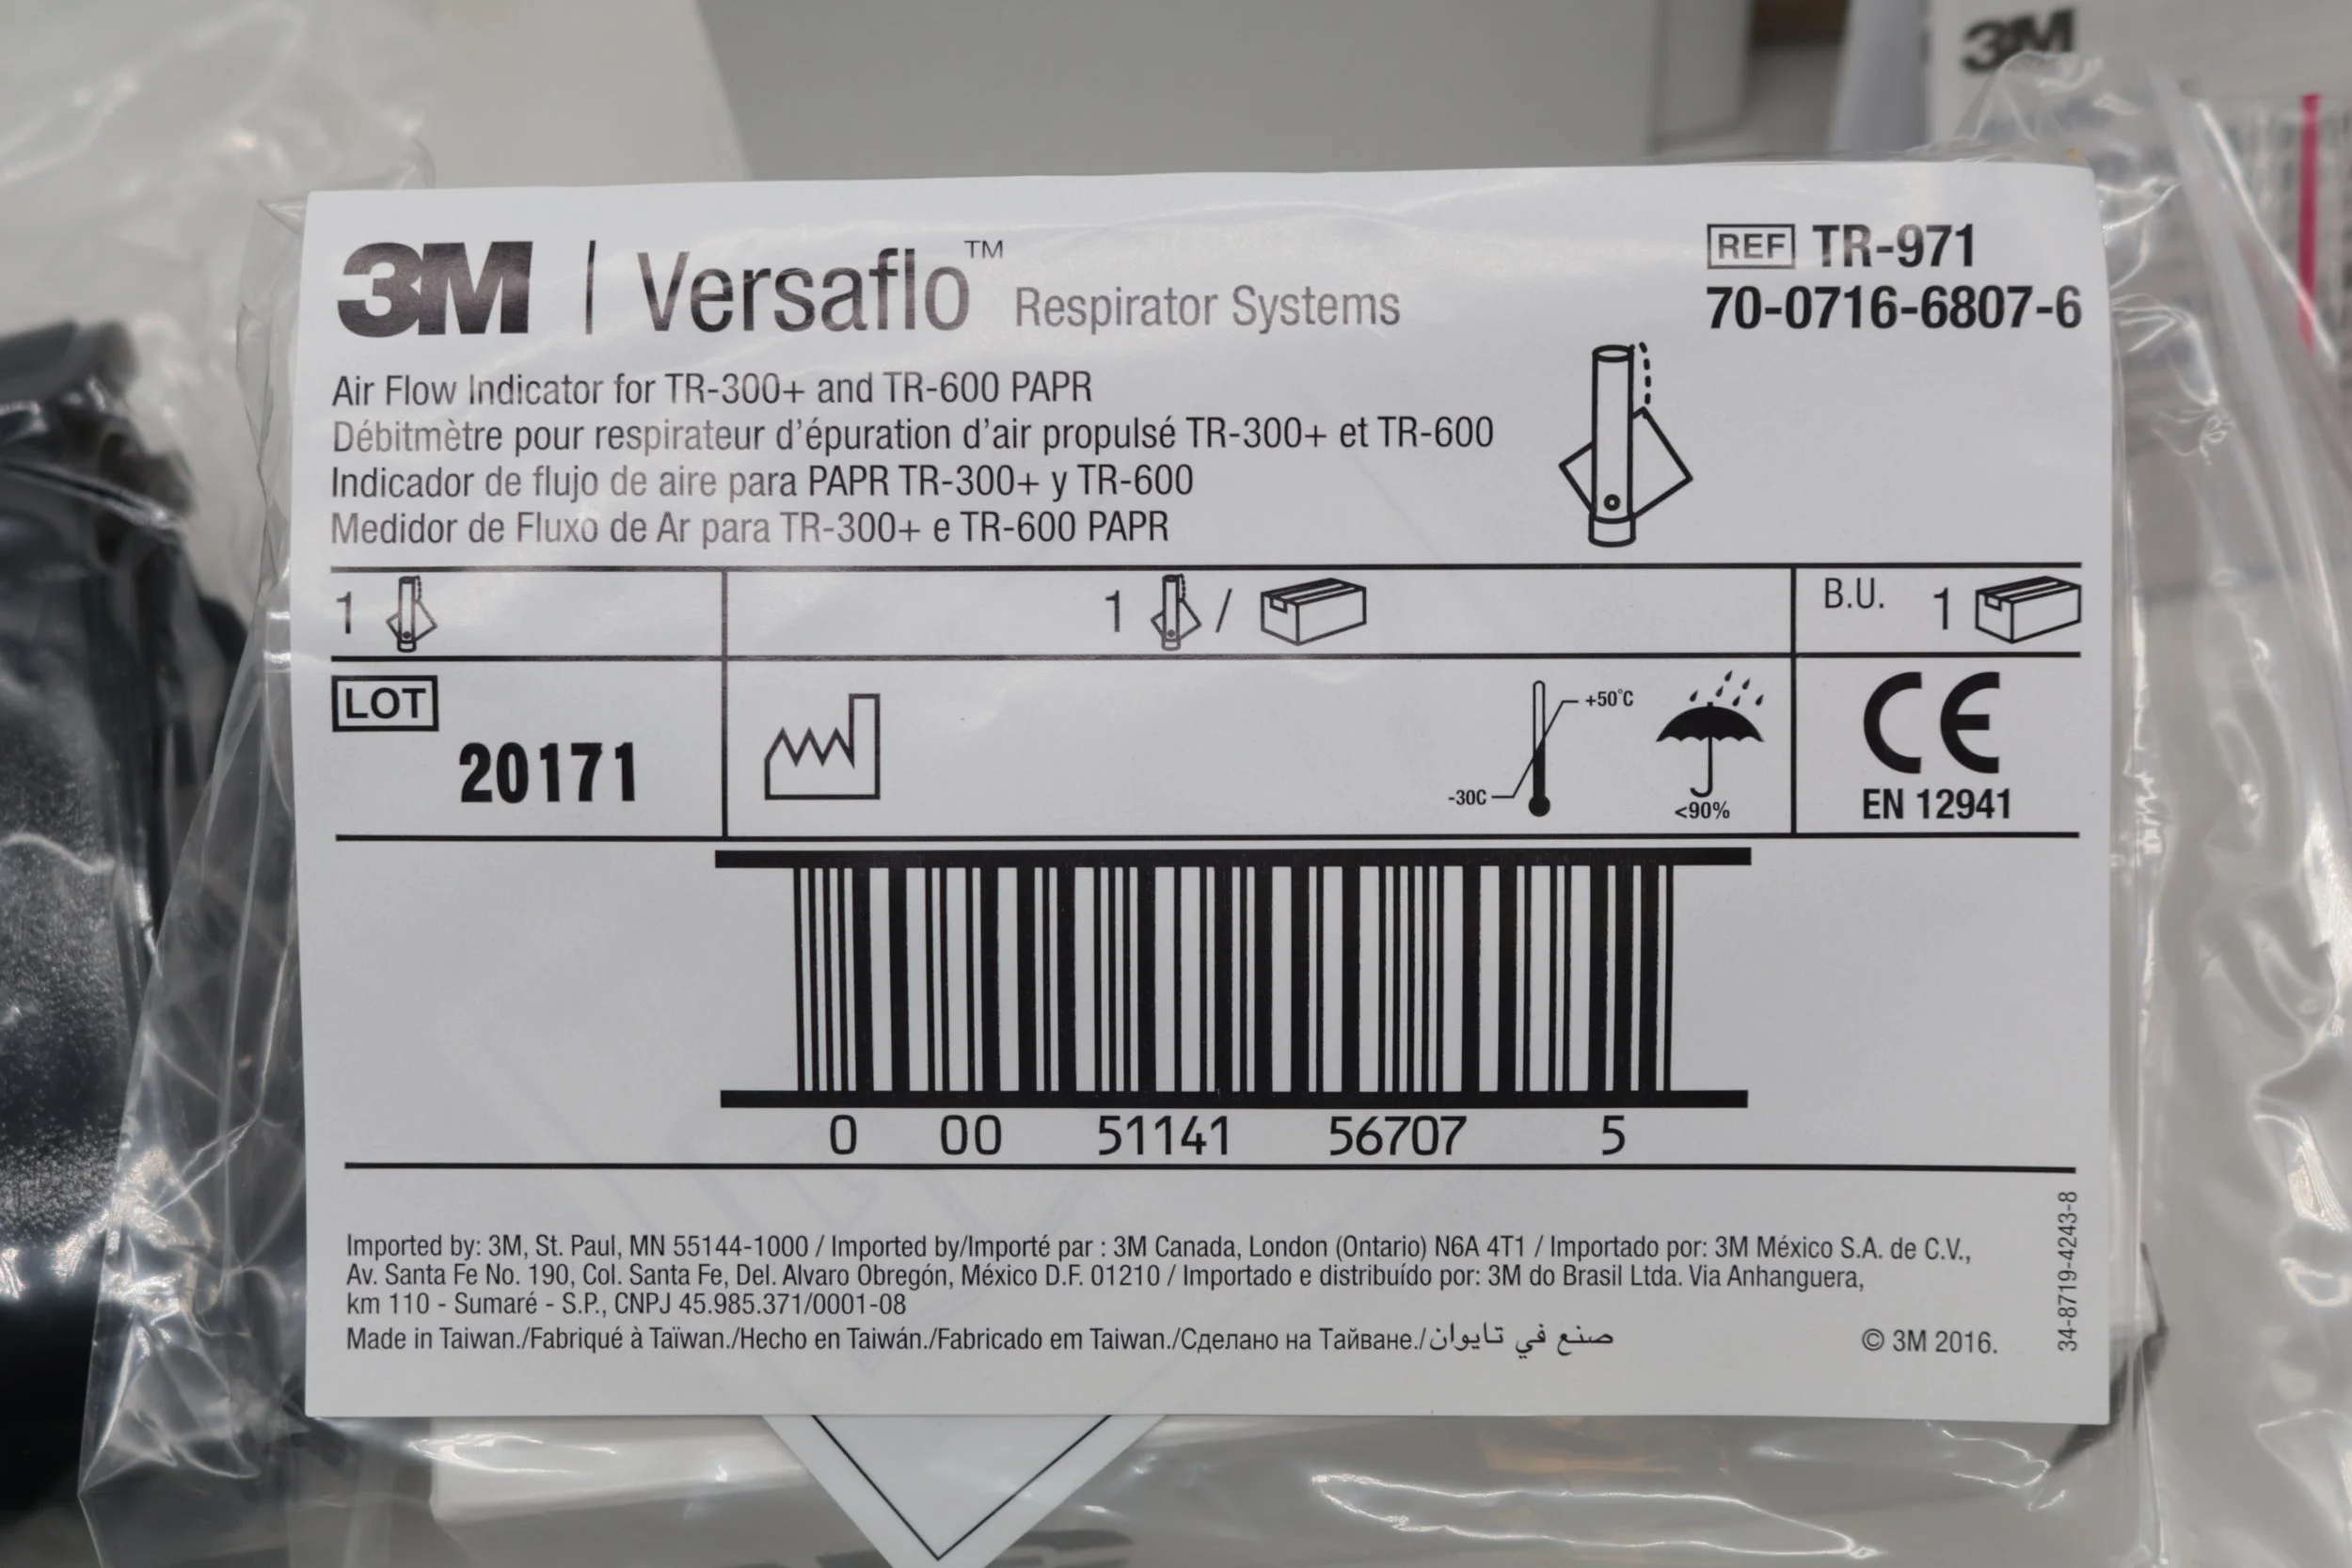 3M
3M | Versaflo™ Respirator Systems
REF TR-971
70-0716-6807-6
Air Flow Indicator for TR-300+ and TR-600 PAPR
Débitmètre pour respirateur d'épuration d'air propulsé TR-300+ et TR-600
Indicador de flujo de aire para PAPR TR-300+ y TR-600
Medidor de Fluxo de Ar para TR-300+ e TR-600 PAPR
1
1 /
B.U. 1
LOT
20171
+50°C
-30C
<90%
CE
EN 12941
0 00 51141 56707 5
Imported by: 3M, St. Paul, MN 55144-1000 / Imported by/Importé par : 3M Canada, London (Ontario) N6A 4T1 / Importado por: 3M México S.A. de C.V.,
Av. Santa Fe No. 190, Col. Santa Fe, Del. Alvaro Obregón, México D.F. 01210 / Importado e distribuído por: 3M do Brasil Ltda. Via Anhanguera,
km 110 - Sumaré - S.P., CNPJ 45.985.371/0001-08
Made in Taiwan./Fabriqué à Taïwan./Hecho en Taiwán./Fabricado em Taiwan./Сделано на Тайване./صنع في تايوان
© 3M 2016.
34-8719-4243-8